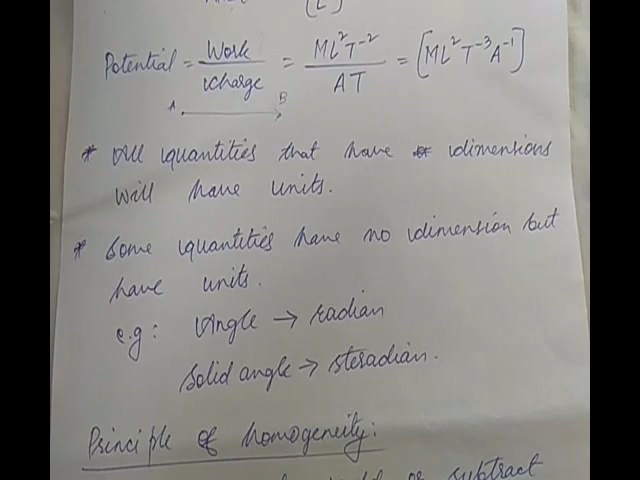 [L]
Potential = Work / Charge = ML²T⁻² / AT = [ML²T⁻³A⁻¹]
A → B
* All quantities that have dimensions
will have units.
* Some quantities have no dimension but
have units.
e.g: Angle → radian
Solid angle → steradian.
Principle of homogeneity:
or subtract